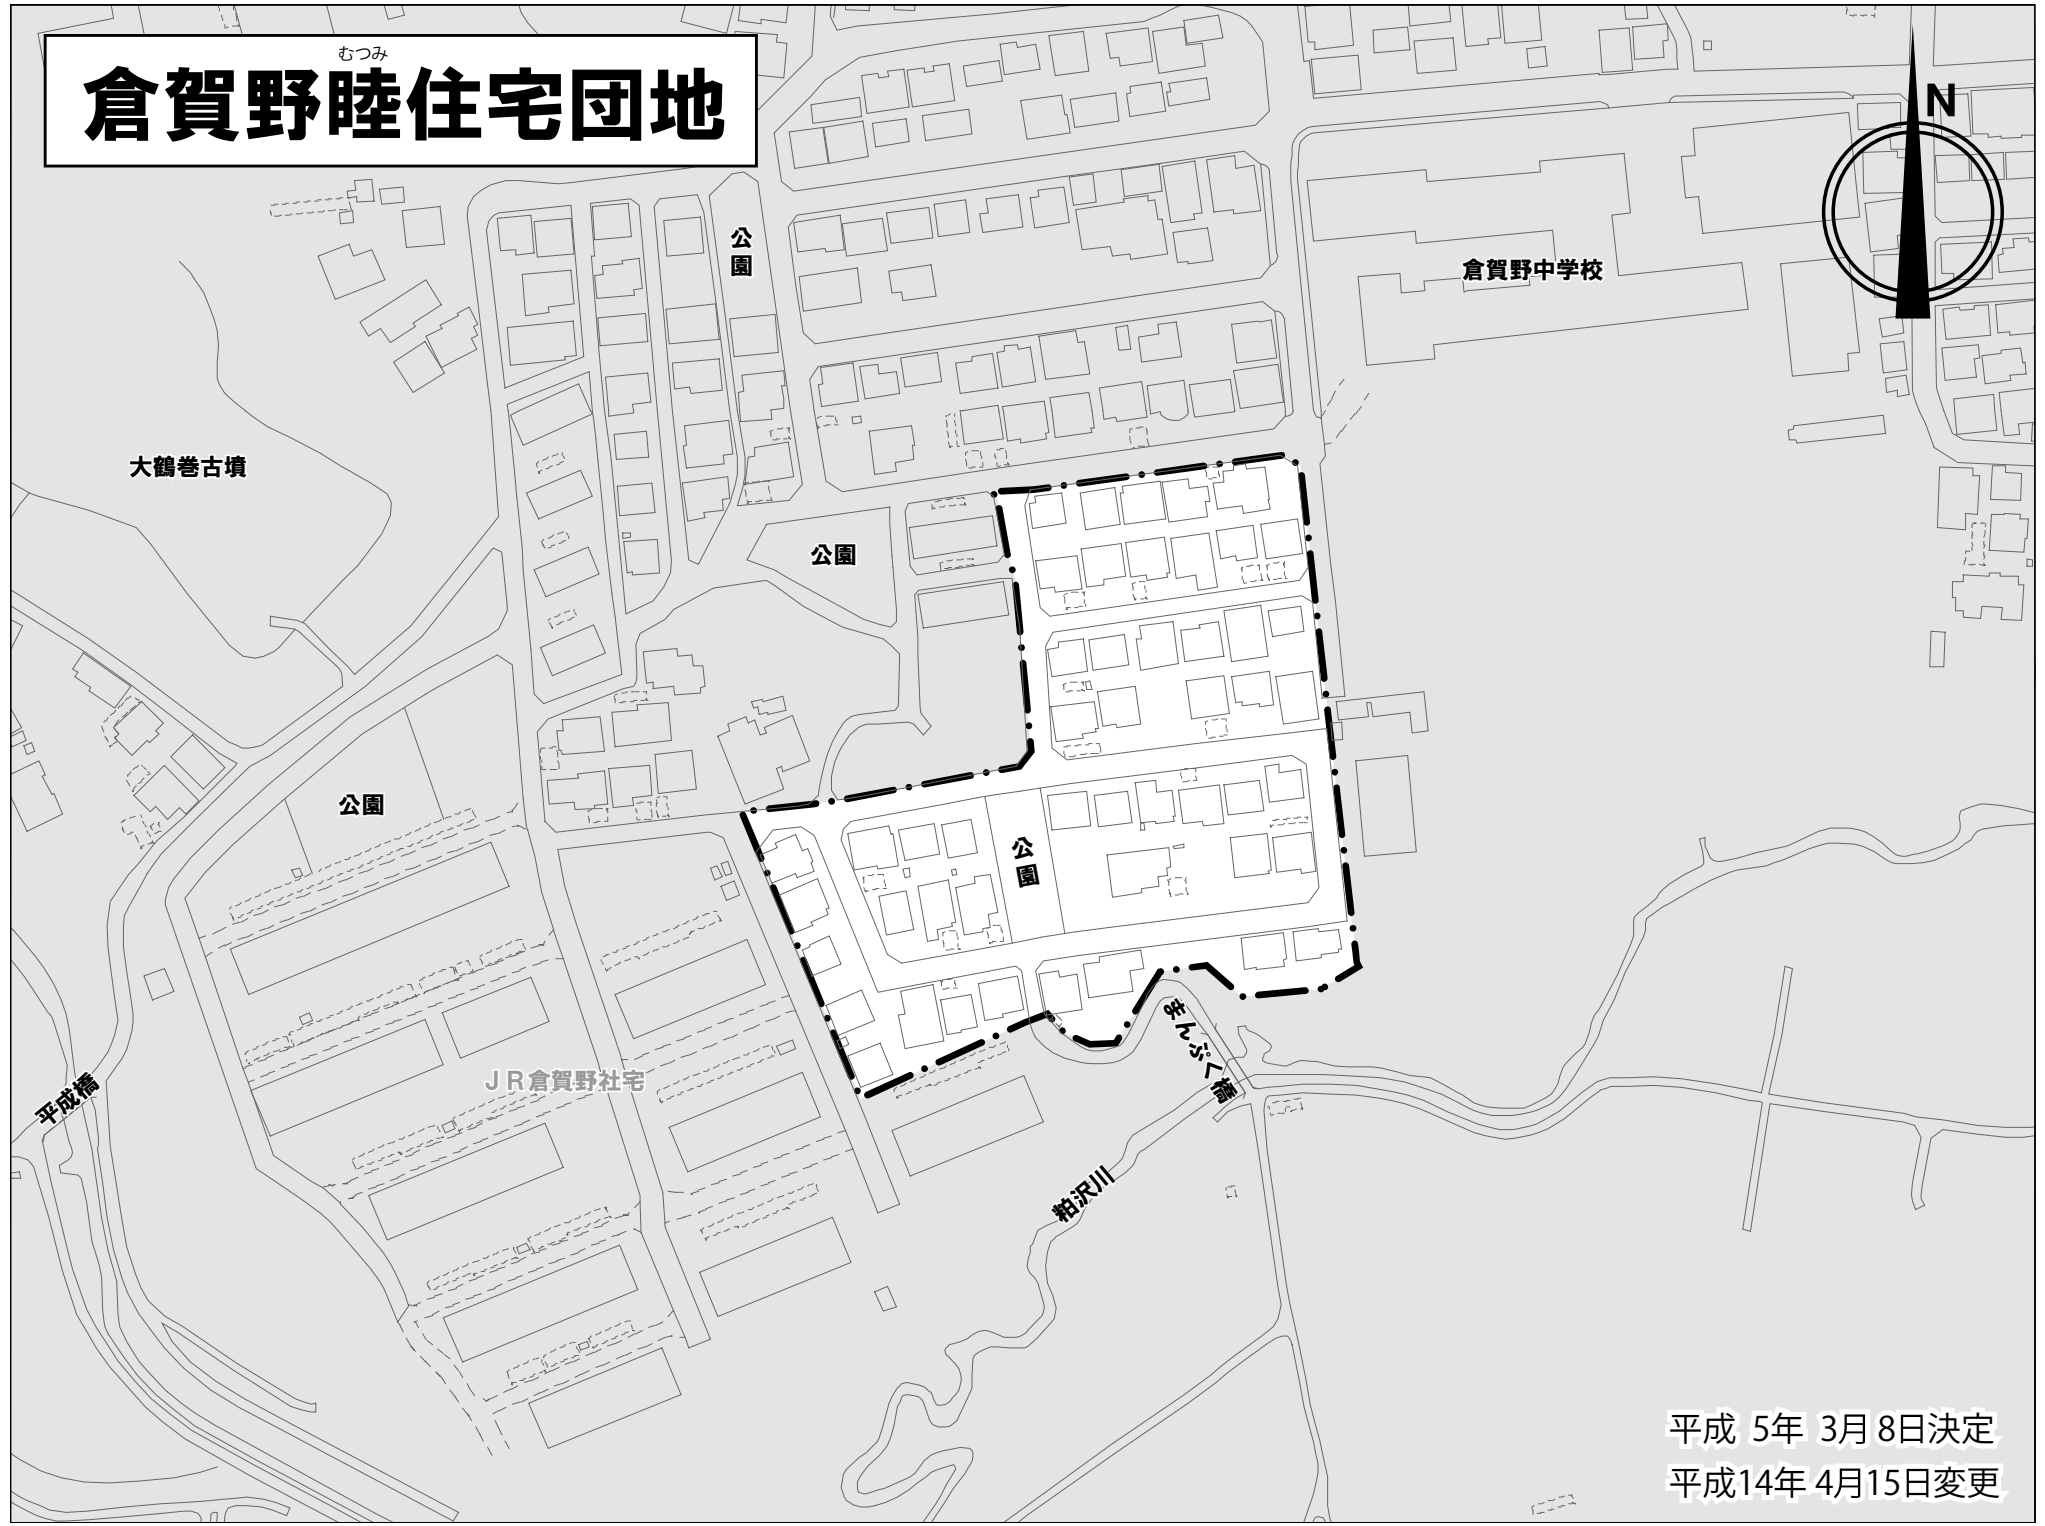 むつみ
倉賀野睦住宅団地
N
公園
倉賀野中学校
大鶴巻古墳
公園
公園
公園
まんぷく橋
JR倉賀野社宅
平成橋
粕沢川
平成 5年 3月 8日決定
平成14年 4月15日変更